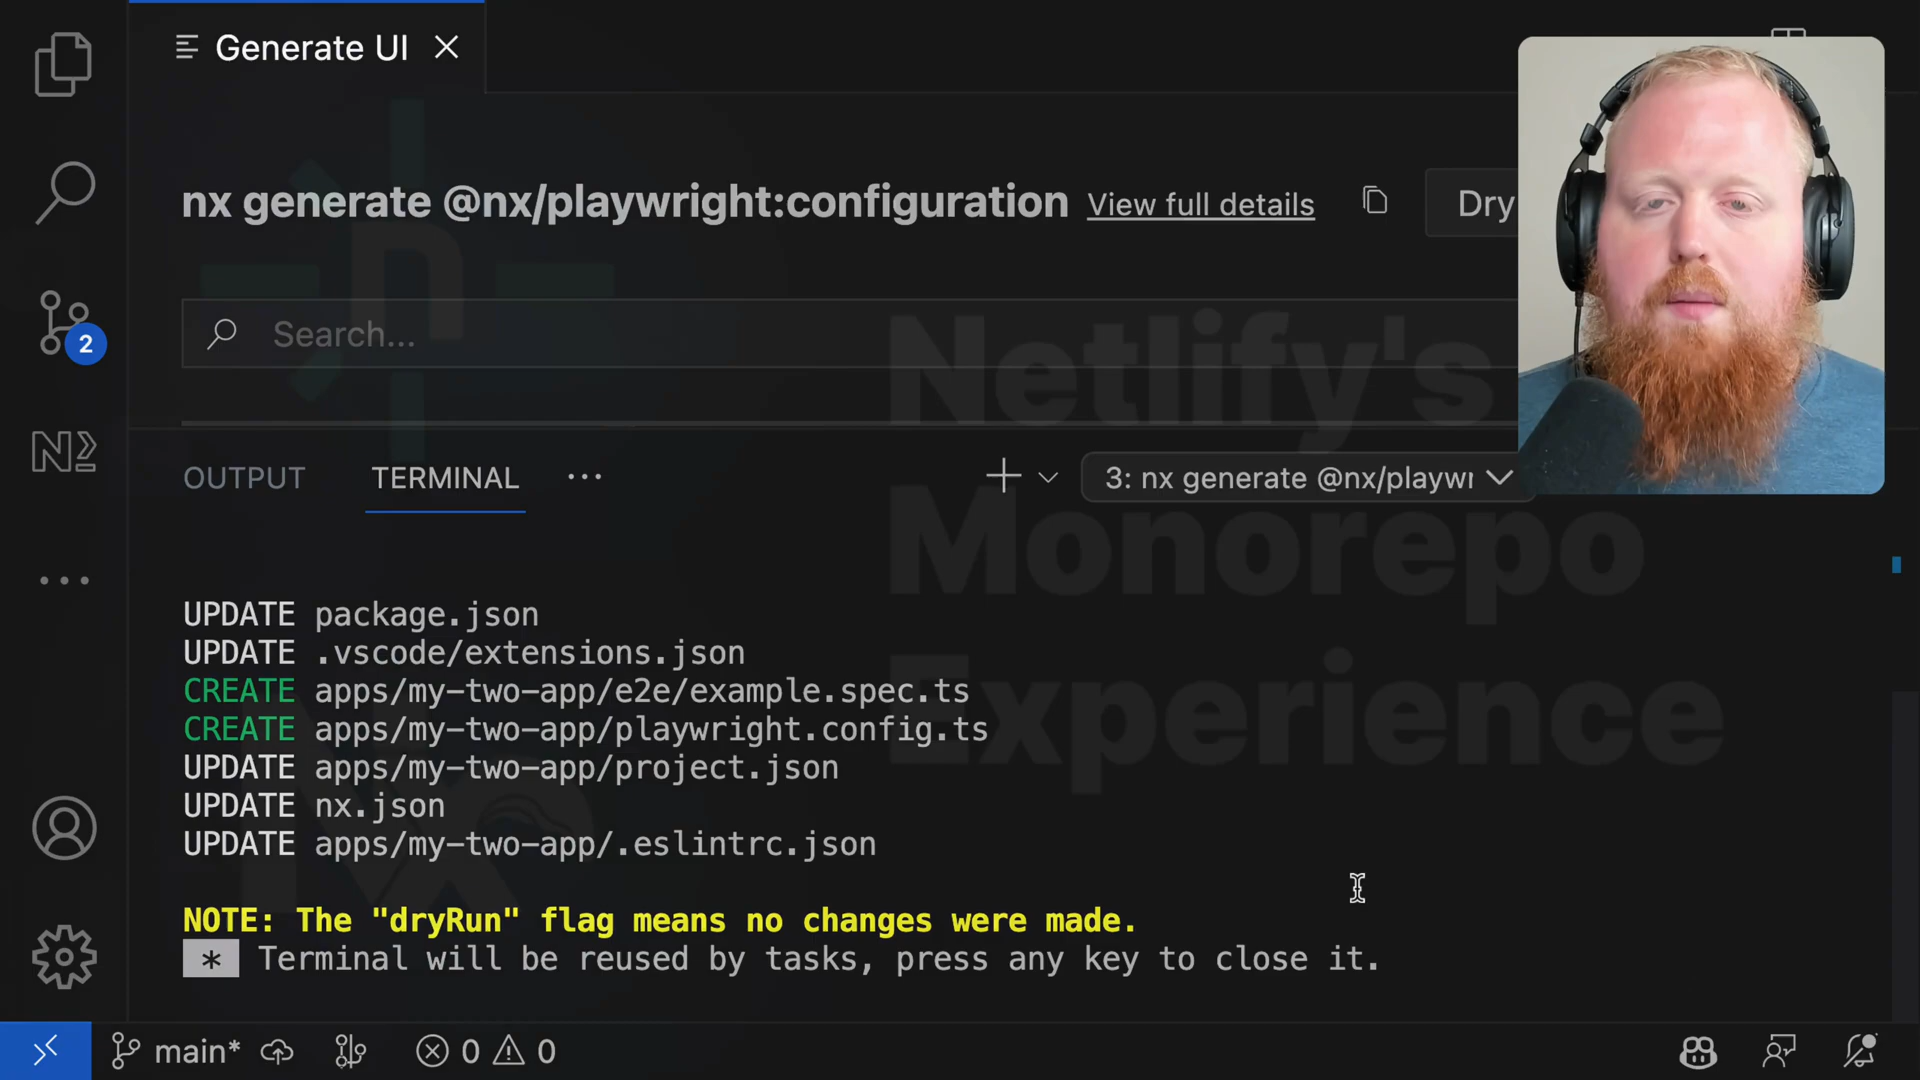 Generate UI
nx generate @nx/playwright:configuration View full details Dry
Search...
Netlify's
Monorepo
Experience
2
OUTPUT TERMINAL
3: nx generate @nx/playwr
UPDATE package.json
UPDATE .vscode/extensions.json
CREATE apps/my-two-app/e2e/example.spec.ts
CREATE apps/my-two-app/playwright.config.ts
UPDATE apps/my-two-app/project.json
UPDATE nx.json
UPDATE apps/my-two-app/.eslintrc.json
NOTE: The "dryRun" flag means no changes were made.
* Terminal will be reused by tasks, press any key to close it.
main* 0 0